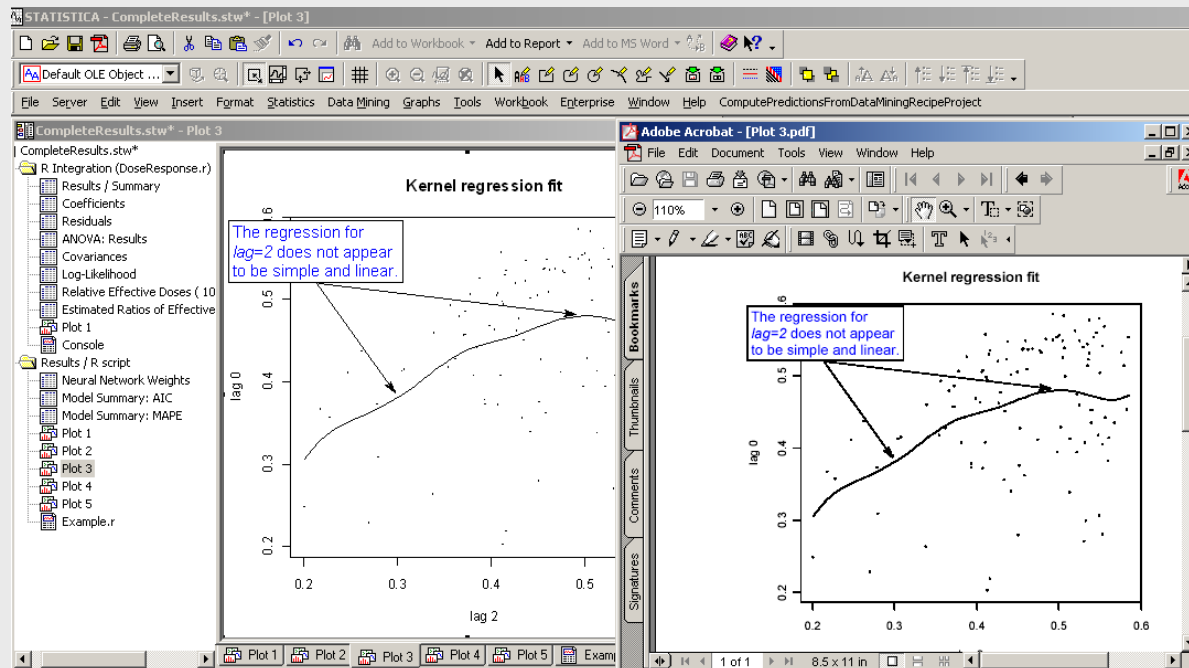 STATISTICA - CompleteResults.stw* - [Plot 3]
Add to Workbook Add to Report Add to MS Word
Default OLE Object ...
File Server Edit View Insert Format Statistics Data Mining Graphs Tools Workbook Enterprise Window Help ComputePredictionsFromDataMiningRecipeProject
CompleteResults.stw* - Plot 3
CompleteResults.stw*
R Integration (DoseResponse.r)
Results / Summary
Coefficients
Residuals
ANOVA: Results
Covariances
Log-Likelihood
Relative Effective Doses ( 10
Estimated Ratios of Effective
Plot 1
Console
Results / R script
Neural Network Weights
Model Summary: AIC
Model Summary: MAPE
Plot 1
Plot 2
Plot 3
Plot 4
Plot 5
Example.r
Kernel regression fit
The regression for
lag=2 does not appear
to be simple and linear.
lag 0
0.6
0.5
0.4
0.3
0.2
0.2 0.3 0.4 0.5
lag 2
Plot 1 Plot 2 Plot 3 Plot 4 Plot 5 Exam
Adobe Acrobat - [Plot 3.pdf]
File Edit Document Tools View Window Help
110%
Bookmarks
Thumbnails
Comments
Signatures
Kernel regression fit
The regression for
lag=2 does not appear
to be simple and linear.
lag 0
0.6
0.5
0.4
0.3
0.2
0.2 0.3 0.4 0.5 0.6
1 of 1 8.5 x 11 in